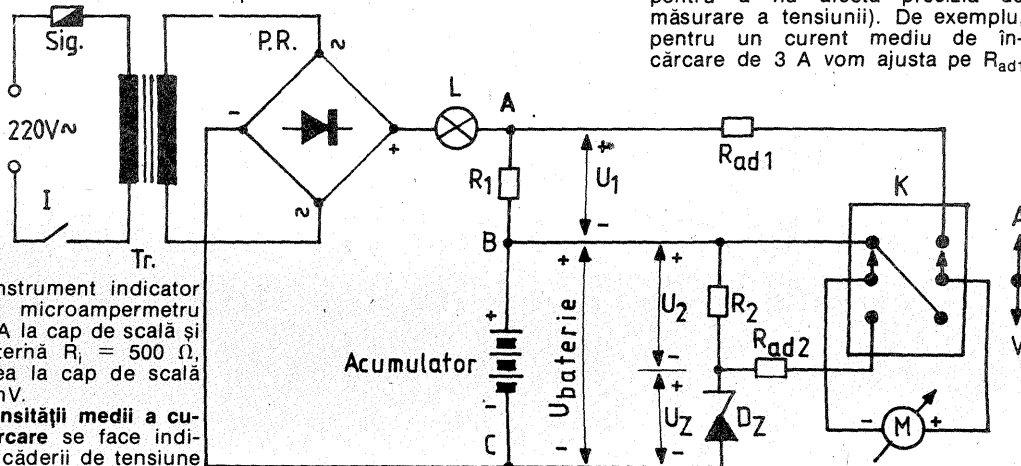 pentru a nu afecta precizia de
măsurare a tensiunii). De exemplu,
pentru un curent mediu de în-
cărcare de 3 A vom ajusta pe Rad1
Sig.
P.R.
~
L
A
220V~
-
+
+
Rad1
K
R1
U1
I
~
-
A
B
Tr.
+
+
nstrument indicator
microampermetru
A la cap de scală și
ternă Ri = 500 Ω,
ea la cap de scală
nV.
nsității medii a cu-
rcare se face indi-
căderii de tensiune
U2
R2
+
Rad2
V
Acumulator
Ubaterie
-
+
UZ
DZ
-
M
+
-
C
-
-